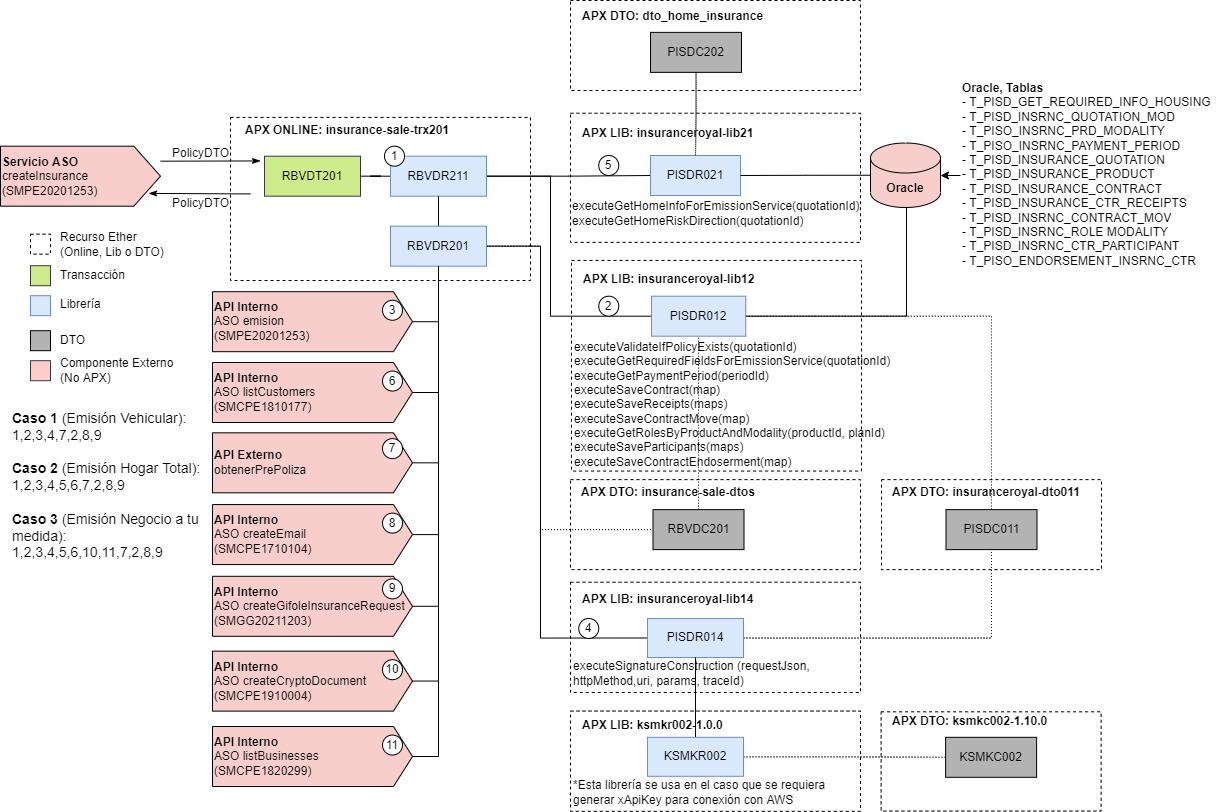 APX DTO: dto_home_insurance
PISDC202
Oracle, Tablas
- T_PISD_GET_REQUIRED_INFO_HOUSING
- T_PISD_INSRNC_QUOTATION_MOD
- T_PISO_INSRNC_PRD_MODALITY
- T_PISO_INSRNC_PAYMENT_PERIOD
- T_PISD_INSURANCE_QUOTATION
- T_PISD_INSURANCE_PRODUCT
- T_PISD_INSURANCE_CONTRACT
- T_PISD_INSURANCE_CTR_RECEIPTS
- T_PISD_INSRNC_CONTRACT_MOV
- T_PISD_INSRNC_ROLE MODALITY
- T_PISD_INSRNC_CTR_PARTICIPANT
- T_PISO_ENDORSEMENT_INSRNC_CTR
Oracle
APX ONLINE: insurance-sale-trx201
Servicio ASO
createInsurance
(SMPE20201253)
PolicyDTO
PolicyDTO
RBVDT201
1
RBVDR211
RBVDR201
APX LIB: insuranceroyal-lib21
5
PISDR021
executeGetHomeInfoForEmissionService(quotationId)
executeGetHomeRiskDirection(quotationId)
Recurso Ether
(Online, Lib o DTO)
Transacción
Librería
DTO
Componente Externo
(No APX)
Caso 1 (Emisión Vehicular):
1,2,3,4,7,2,8,9
Caso 2 (Emisión Hogar Total):
1,2,3,4,5,6,7,2,8,9
Caso 3 (Emisión Negocio a tu
medida):
1,2,3,4,5,6,10,11,7,2,8,9
API Interno
ASO emision
(SMPE20201253)
3
API Interno
ASO listCustomers
(SMCPE1810177)
6
API Externo
obtenerPrePoliza
7
API Interno
ASO createEmail
(SMCPE1710104)
8
API Interno
ASO createGifoleInsuranceRequest
(SMGG20211203)
9
API Interno
ASO createCryptoDocument
(SMCPE1910004)
10
API Interno
ASO listBusinesses
(SMCPE1820299)
11
APX LIB: insuranceroyal-lib12
2
PISDR012
executeValidateIfPolicyExists(quotationId)
executeGetRequiredFieldsForEmissionService(quotationId)
executeGetPaymentPeriod(periodId)
executeSaveContract(map)
executeSaveReceipts(maps)
executeSaveContractMove(map)
executeGetRolesByProductAndModality(productId, planId)
executeSaveParticipants(maps)
executeSaveContractEndoserment(map)
APX DTO: insurance-sale-dtos
RBVDC201
APX DTO: insuranceroyal-dto011
PISDC011
APX LIB: insuranceroyal-lib14
4
PISDR014
executeSignatureConstruction (requestJson,
httpMethod,uri, params, traceId)
APX LIB: ksmkr002-1.0.0
KSMKR002
*Esta librería se usa en el caso que se requiera
generar xApiKey para conexión con AWS
APX DTO: ksmkc002-1.10.0
KSMKC002